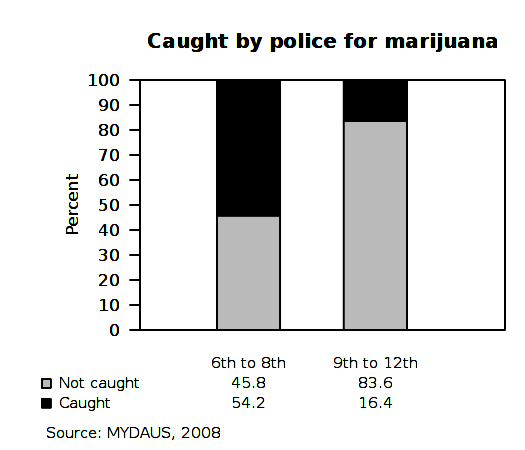 Caught by police for marijuana
100
90
80
70
60
50
40
30
20
10
0
Percent
6th to 8th 9th to 12th
Not caught 45.8 83.6
Caught 54.2 16.4
Source: MYDAUS, 2008